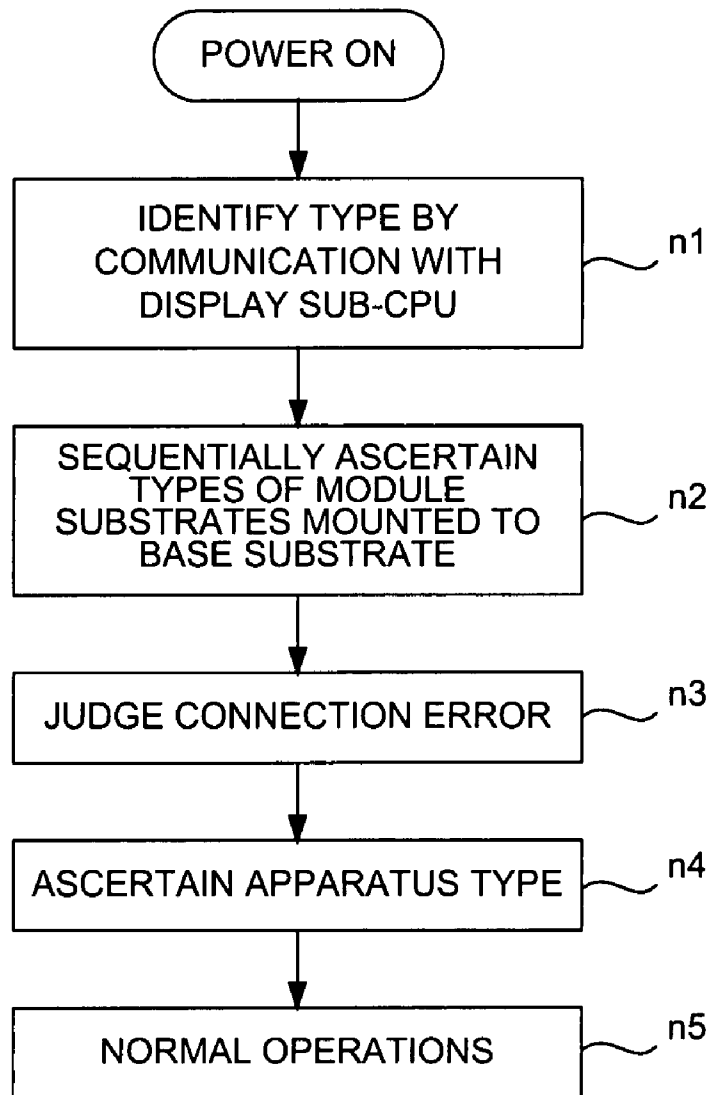 POWER ON
IDENTIFY TYPE BY
COMMUNICATION WITH
DISPLAY SUB-CPU
n1
SEQUENTIALLY ASCERTAIN
TYPES OF MODULE
SUBSTRATES MOUNTED TO
BASE SUBSTRATE
n2
JUDGE CONNECTION ERROR
n3
ASCERTAIN APPARATUS TYPE
n4
NORMAL OPERATIONS
n5